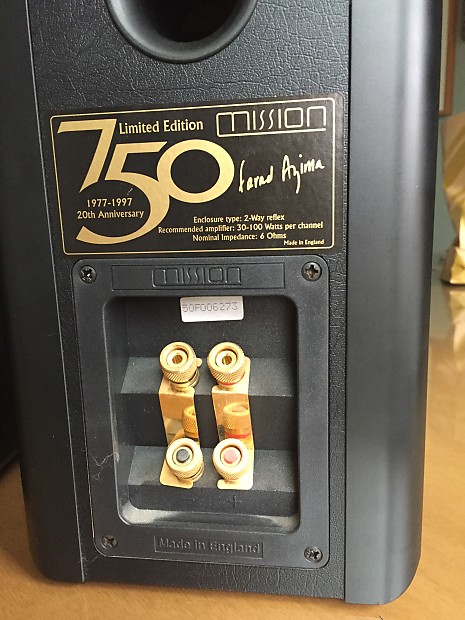 750
Limited Edition
mission
Farad Azima
1977-1997
20th Anniversary
Enclosure type: 2-Way reflex
Recommended amplifier: 30-100 Watts per channel
Nominal Impedance: 6 Ohms
Made in England
mission
50F006273
- +
Made in England